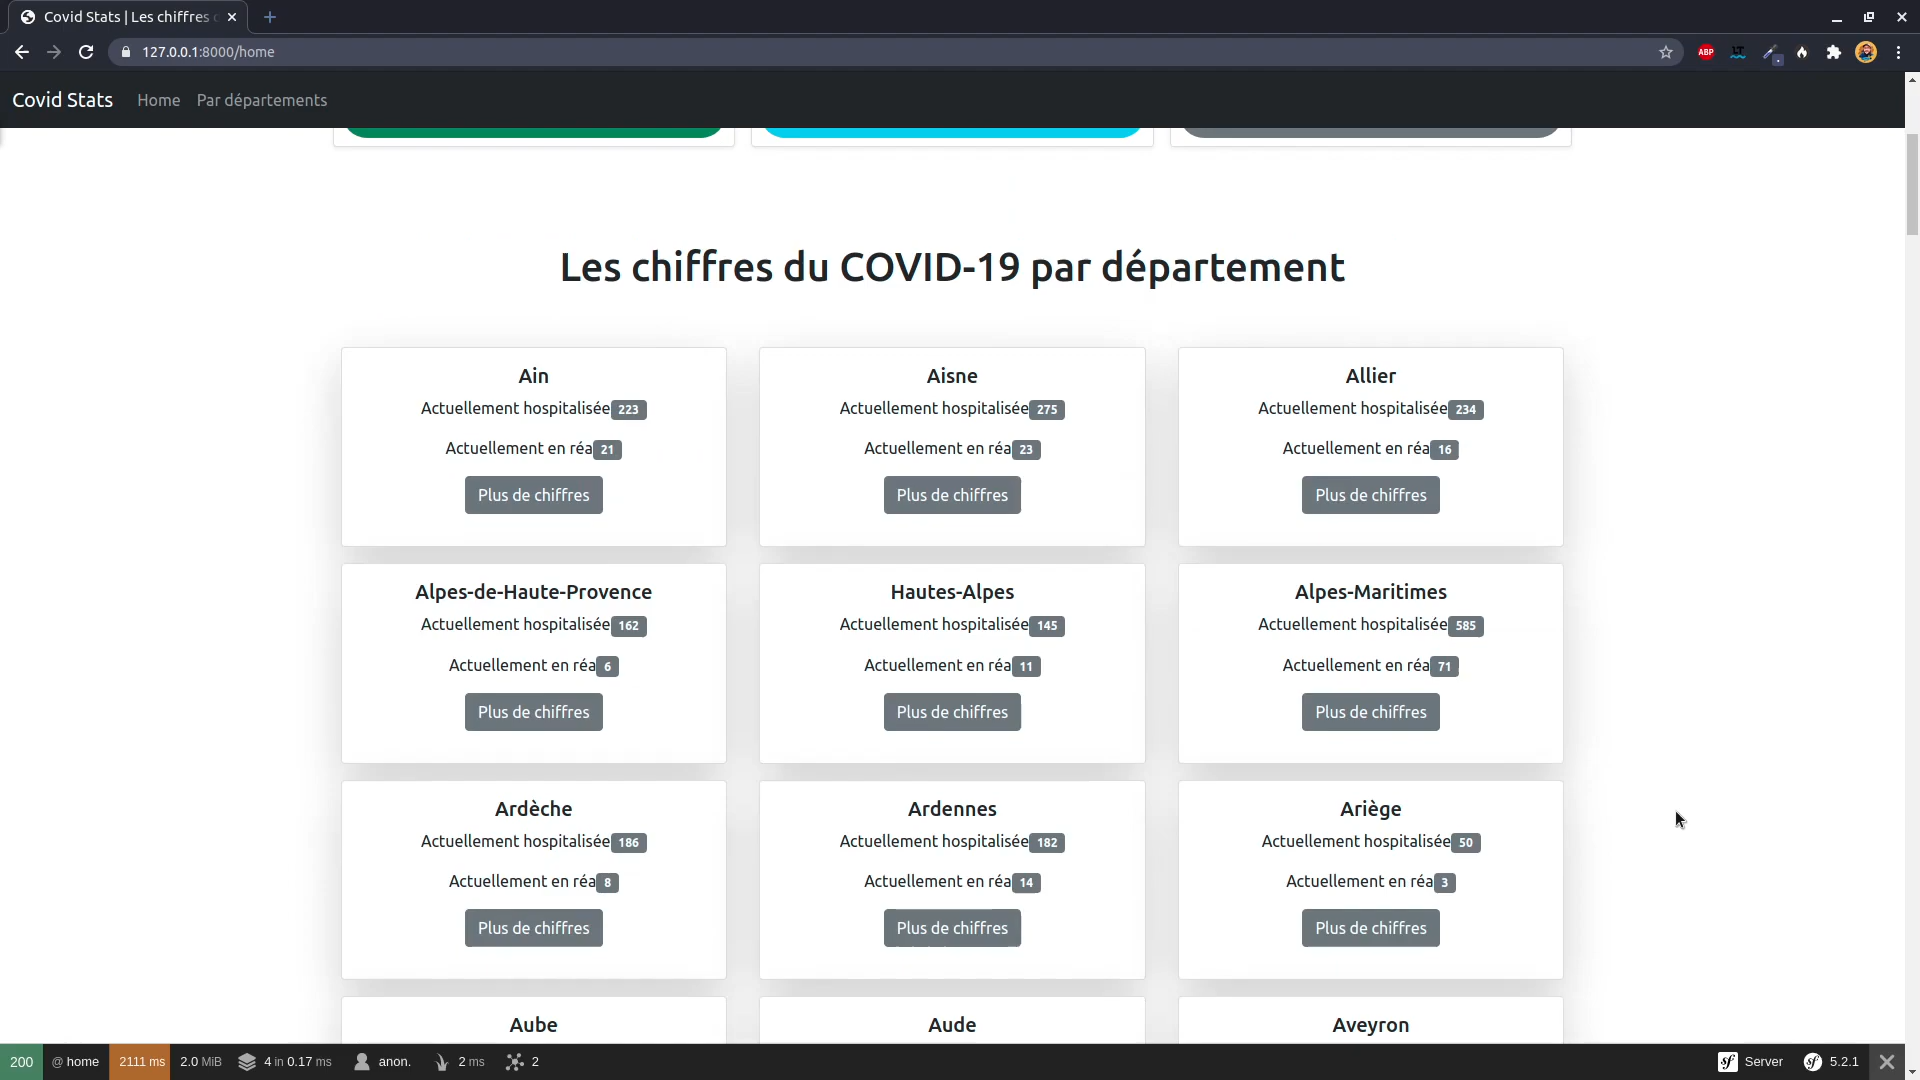 Covid Stats | Les chiffres
127.0.0.1:8000/home
ABP
LT
Covid Stats Home Par départements
Les chiffres du COVID-19 par département
Ain
Actuellement hospitalisée 223
Actuellement en réa 21
Plus de chiffres
Aisne
Actuellement hospitalisée 275
Actuellement en réa 23
Plus de chiffres
Allier
Actuellement hospitalisée 234
Actuellement en réa 16
Plus de chiffres
Alpes-de-Haute-Provence
Actuellement hospitalisée 162
Actuellement en réa 6
Plus de chiffres
Hautes-Alpes
Actuellement hospitalisée 145
Actuellement en réa 11
Plus de chiffres
Alpes-Maritimes
Actuellement hospitalisée 585
Actuellement en réa 71
Plus de chiffres
Ardèche
Actuellement hospitalisée 186
Actuellement en réa 8
Plus de chiffres
Ardennes
Actuellement hospitalisée 182
Actuellement en réa 14
Plus de chiffres
Ariège
Actuellement hospitalisée 50
Actuellement en réa 3
Plus de chiffres
Aube
Aude
Aveyron
200 @ home 2111 ms 2.0 MiB 4 in 0.17 ms anon. 2 ms 2 sf Server sf 5.2.1